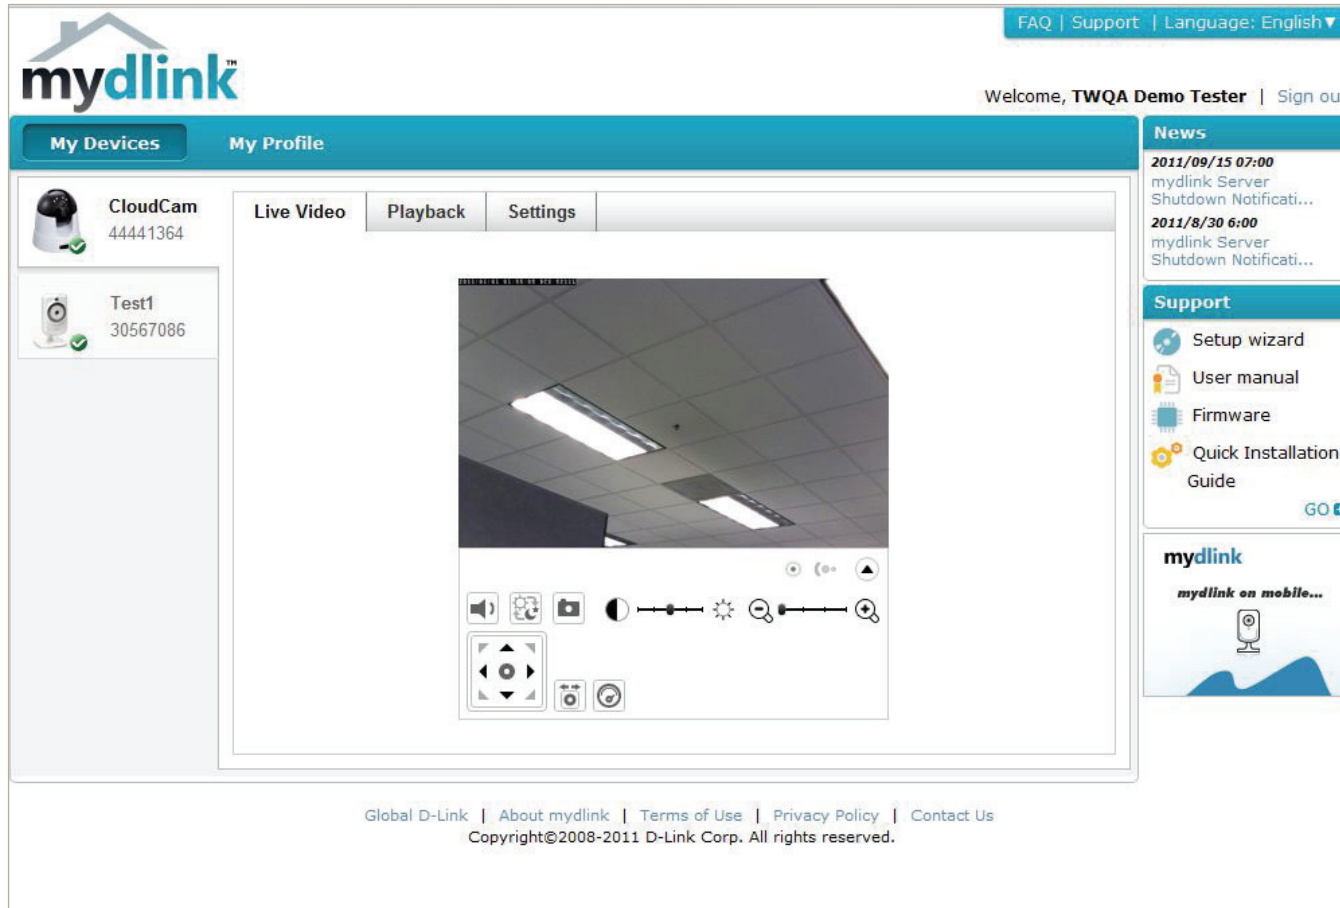 FAQ | Support | Language: English▼
mydlink™
Welcome, TWQA Demo Tester | Sign ou
My Devices
My Profile
CloudCam
44441364
Test1
30567086
Live Video
Playback
Settings
News
2011/09/15 07:00
mydlink Server
Shutdown Notificati...
2011/8/30 6:00
mydlink Server
Shutdown Notificati...
Support
Setup wizard
User manual
Firmware
Quick Installation
Guide
GO
mydlink
mydlink on mobile...
Global D-Link | About mydlink | Terms of Use | Privacy Policy | Contact Us
Copyright©2008-2011 D-Link Corp. All rights reserved.